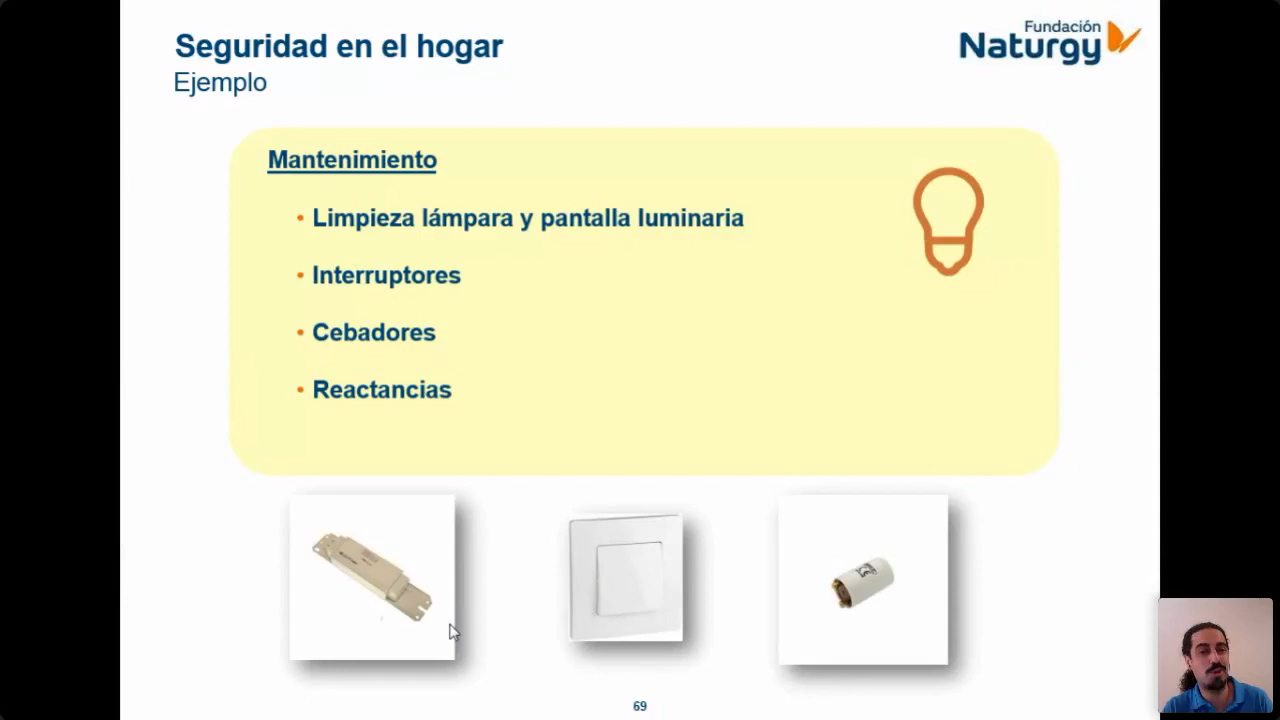 Seguridad en el hogar
Ejemplo
Fundación
Naturgy
Mantenimiento
• Limpieza lámpara y pantalla luminaria
• Interruptores
• Cebadores
• Reactancias
69